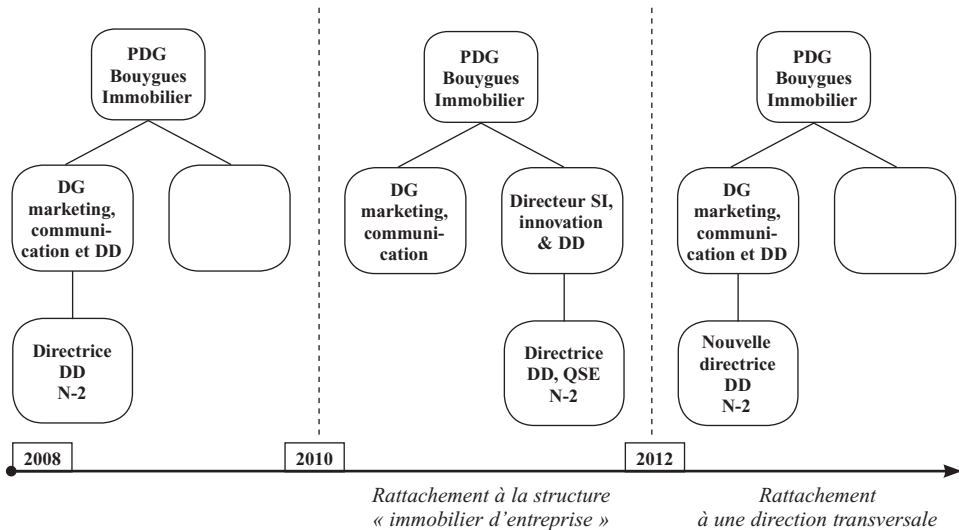 PDG
Bouygues
Immobilier
DG
marketing,
communi-
cation et DD
Directrice
DD
N-2
PDG
Bouygues
Immobilier
DG
marketing,
communi-
cation
Directeur SI,
innovation
& DD
Directrice
DD, QSE
N-2
PDG
Bouygues
Immobilier
DG
marketing,
communi-
cation et DD
Nouvelle
directrice
DD
N-2
2008
2010
2012
Rattachement à la structure
« immobilier d'entreprise »
Rattachement
à une direction transversale